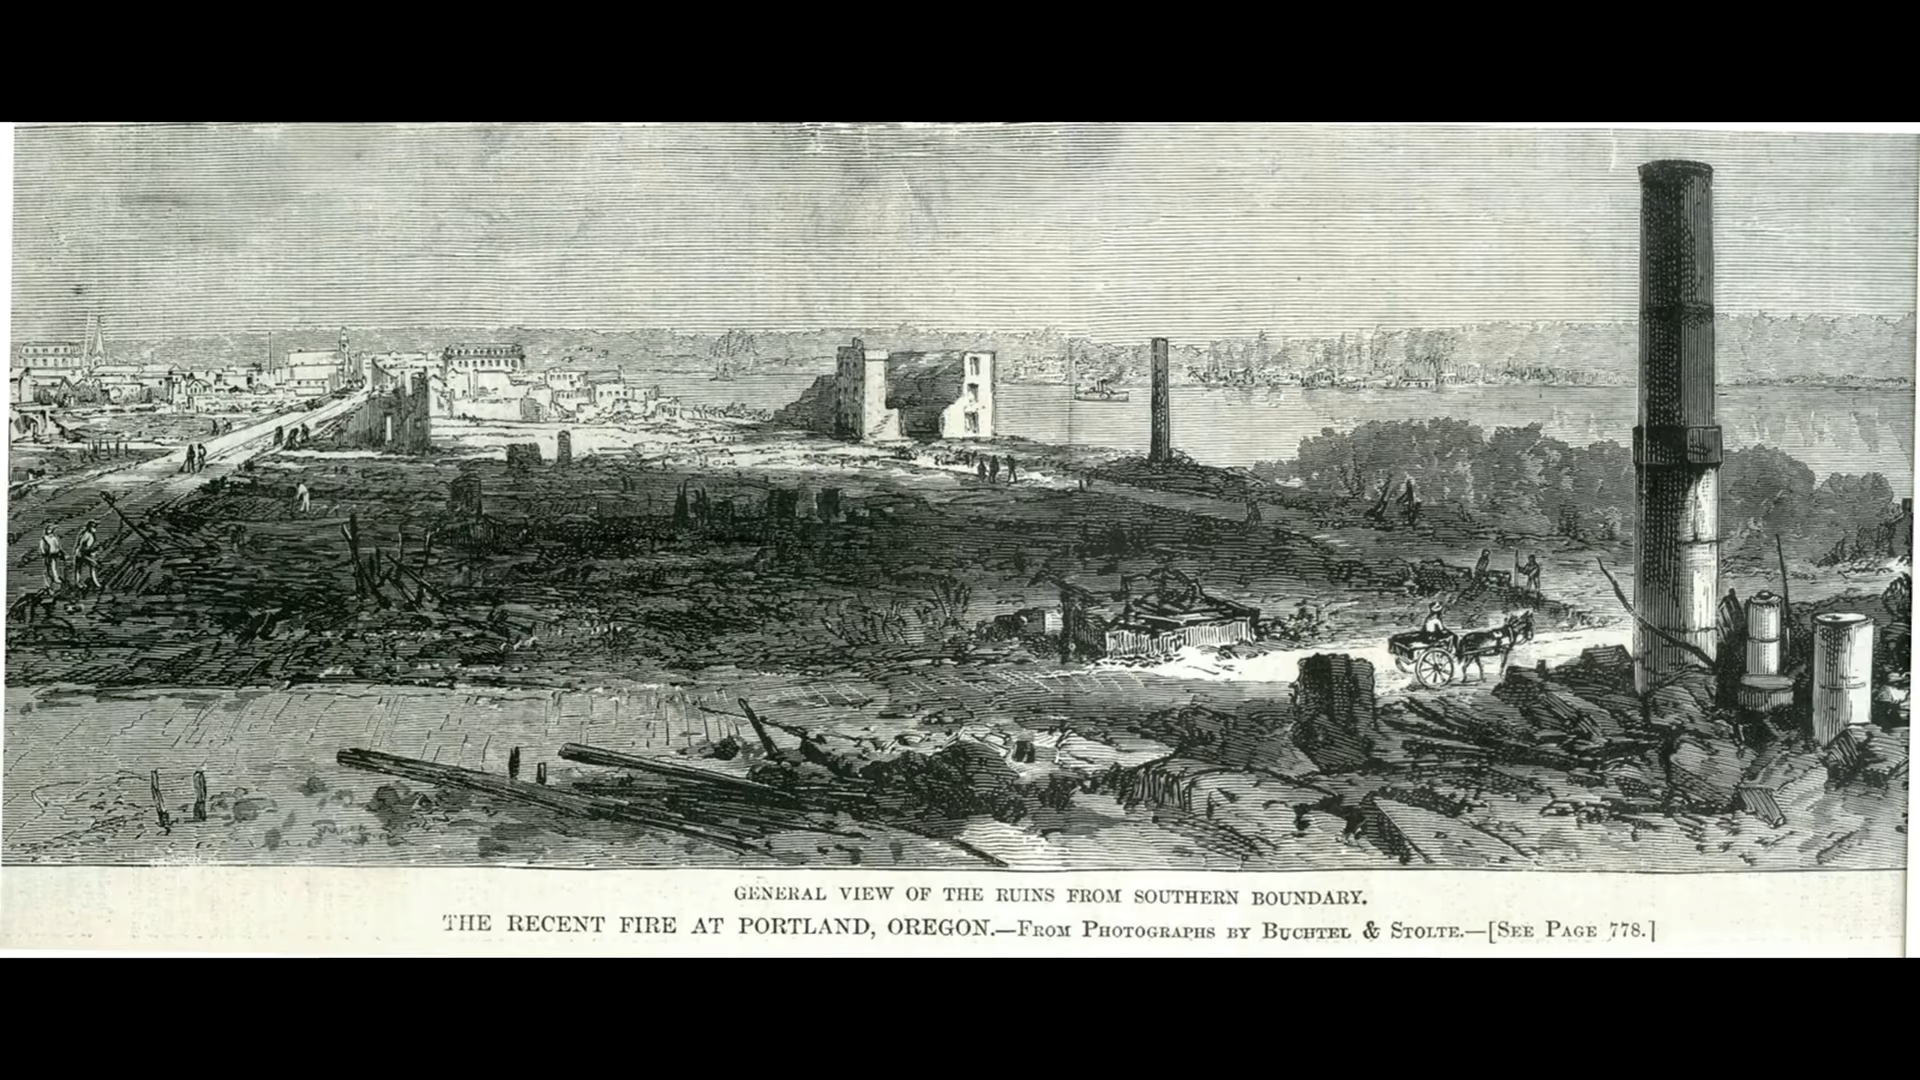 GENERAL VIEW OF THE RUINS FROM SOUTHERN BOUNDARY.
THE RECENT FIRE AT PORTLAND, OREGON.—From Photographs by Buchtel & Stolte.—[See Page 778.]